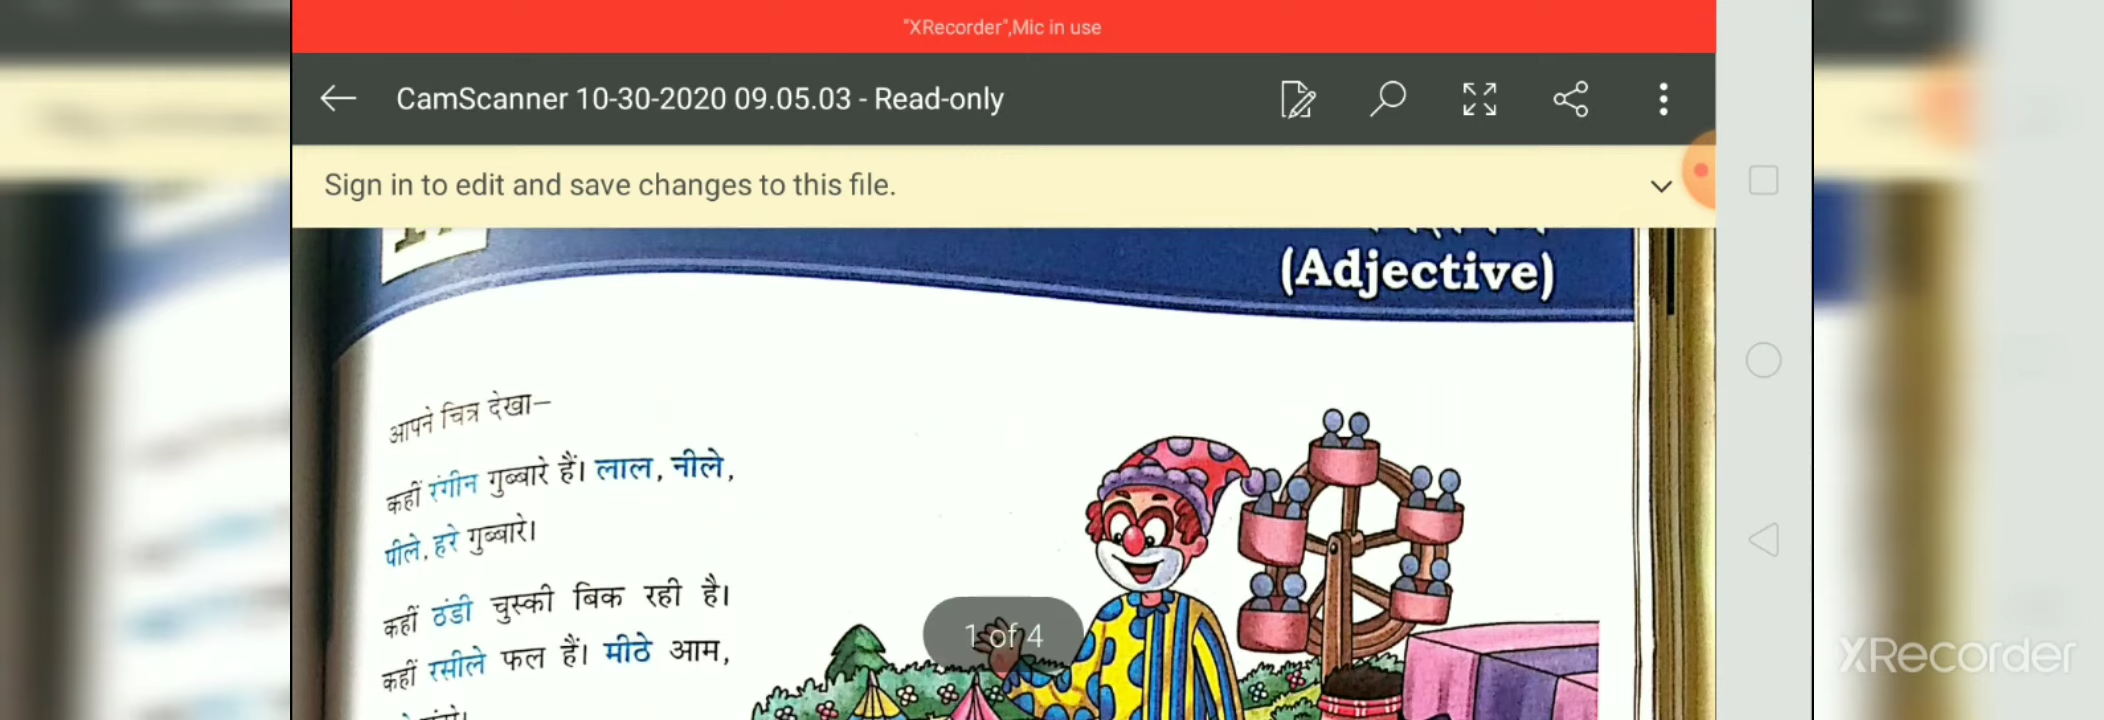 "XRecorder",Mic in use
CamScanner 10-30-2020 09.05.03 - Read-only
Sign in to edit and save changes to this file.
(Adjective)
आपने चित्र देखा–
कहीं रंगीन गुब्बारे हैं। लाल, नीले,
पीले, हरे गुब्बारे।
कहीं ठंडी चुस्की बिक रही है।
कहीं रसीले फल हैं। मीठे आम,
1 of 4
XRecorder